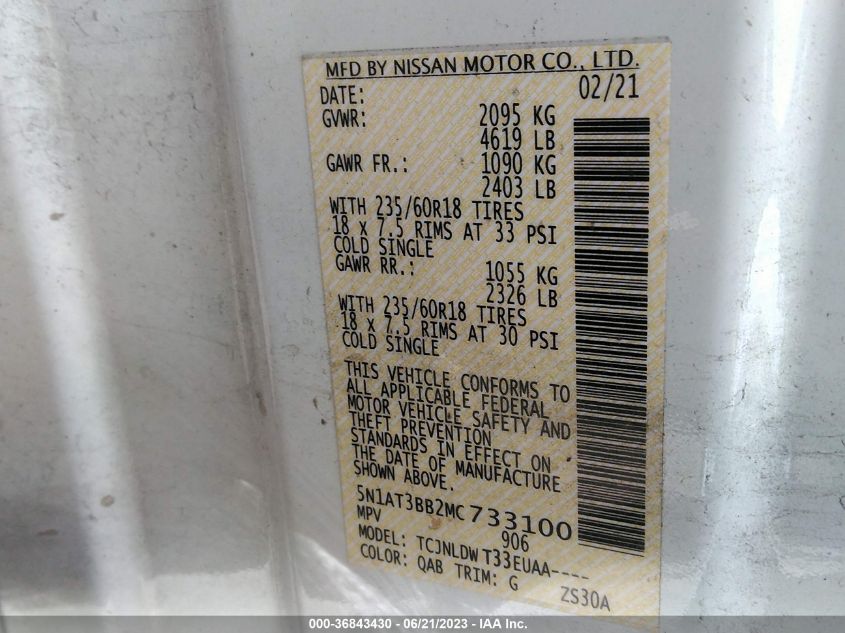 MFD BY NISSAN MOTOR CO., LTD.
DATE: 02/21
GVWR: 2095 KG
4619 LB
GAWR FR.: 1090 KG
2403 LB
WITH 235/60R18 TIRES
18 X 7.5 RIMS AT 33 PSI
COLD SINGLE
GAWR RR.: 1055 KG
2326 LB
WITH 235/60R18 TIRES
18 X 7.5 RIMS AT 30 PSI
COLD SINGLE
THIS VEHICLE CONFORMS TO
ALL APPLICABLE FEDERAL
MOTOR VEHICLE SAFETY AND
THEFT PREVENTION
STANDARDS IN EFFECT ON
THE DATE OF MANUFACTURE
SHOWN ABOVE.
5N1AT3BB2MC733100
MPV 906
MODEL: TCJNLDWT33EUAA----
COLOR: QAB TRIM: G ZS30A
000-36843430 - 06/21/2023 - IAA Inc.